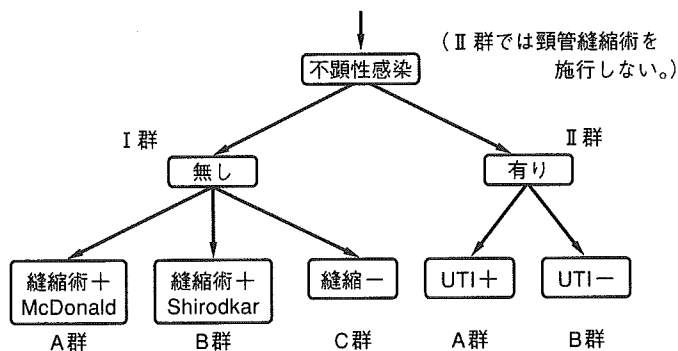 不顕性感染
(Ⅱ群では頸管縫縮術を
施行しない。)
Ⅰ群
Ⅱ群
無し
有り
縫縮術+
McDonald
縫縮術+
Shirodkar
縫縮-
UTI+
UTI-
A群
B群
C群
A群
B群